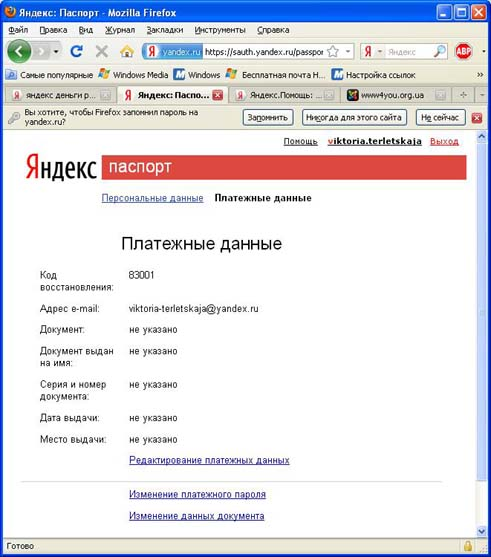 Яндекс: Паспорт - Mozilla Firefox
Файл Правка Вид Журнал Закладки Инструменты Справка
yandex.ru https://sauth.yandex.ru/passpor Яндекс ABP
Самые популярные Windows Media Windows Бесплатная почта H... Настройка ссылок
яндекс деньги р... Яндекс: Паспо... Яндекс.Помощь: ... www4you.org.ua
Вы хотите, чтобы Firefox запомнил пароль на yandex.ru? Запомнить Никогда для этого сайта Не сейчас
Помощь viktoria.terletskaja Выход
Яндекс паспорт
Персональные данные Платежные данные
Платежные данные
Код восстановления: 83001
Адрес e-mail: viktoria-terletskaja@yandex.ru
Документ: не указано
Документ выдан на имя: не указано
Серия и номер документа: не указано
Дата выдачи: не указано
Место выдачи: не указано
Редактирование платежных данных
Изменение платежного пароля
Изменение данных документа
Готово